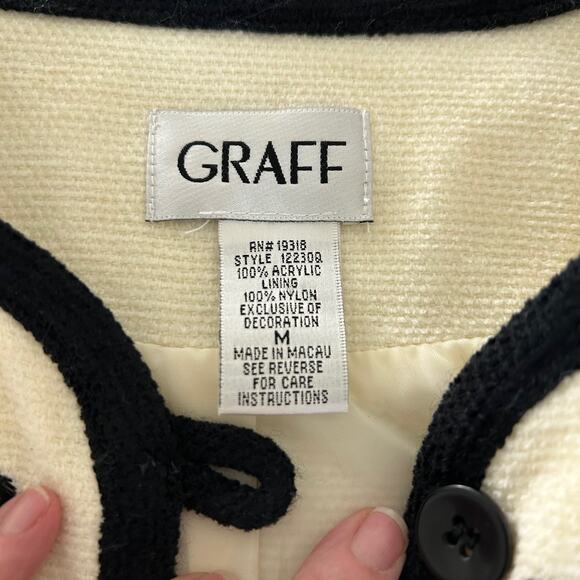 GRAFF
RN# 19318
STYLE 12230Q
100% ACRYLIC
LINING
100% NYLON
EXCLUSIVE OF
DECORATION
M
MADE IN MACAU
SEE REVERSE
FOR CARE
INSTRUCTIONS